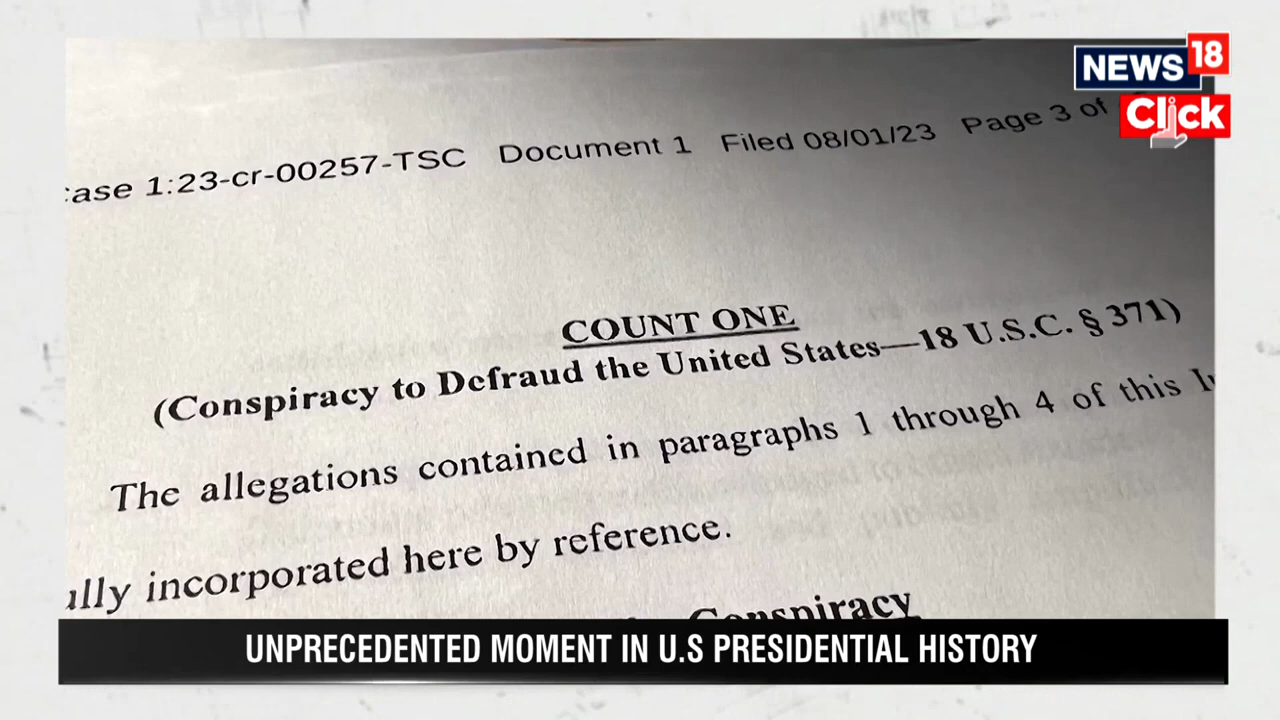 NEWS 18
Click
ase 1:23-cr-00257-TSC Document 1 Filed 08/01/23 Page 3 of
COUNT ONE
(Conspiracy to Defraud the United States—18 U.S.C. § 371)
The allegations contained in paragraphs 1 through 4 of this
incorporated here by reference.
Conspiracy
UNPRECEDENTED MOMENT IN U.S PRESIDENTIAL HISTORY